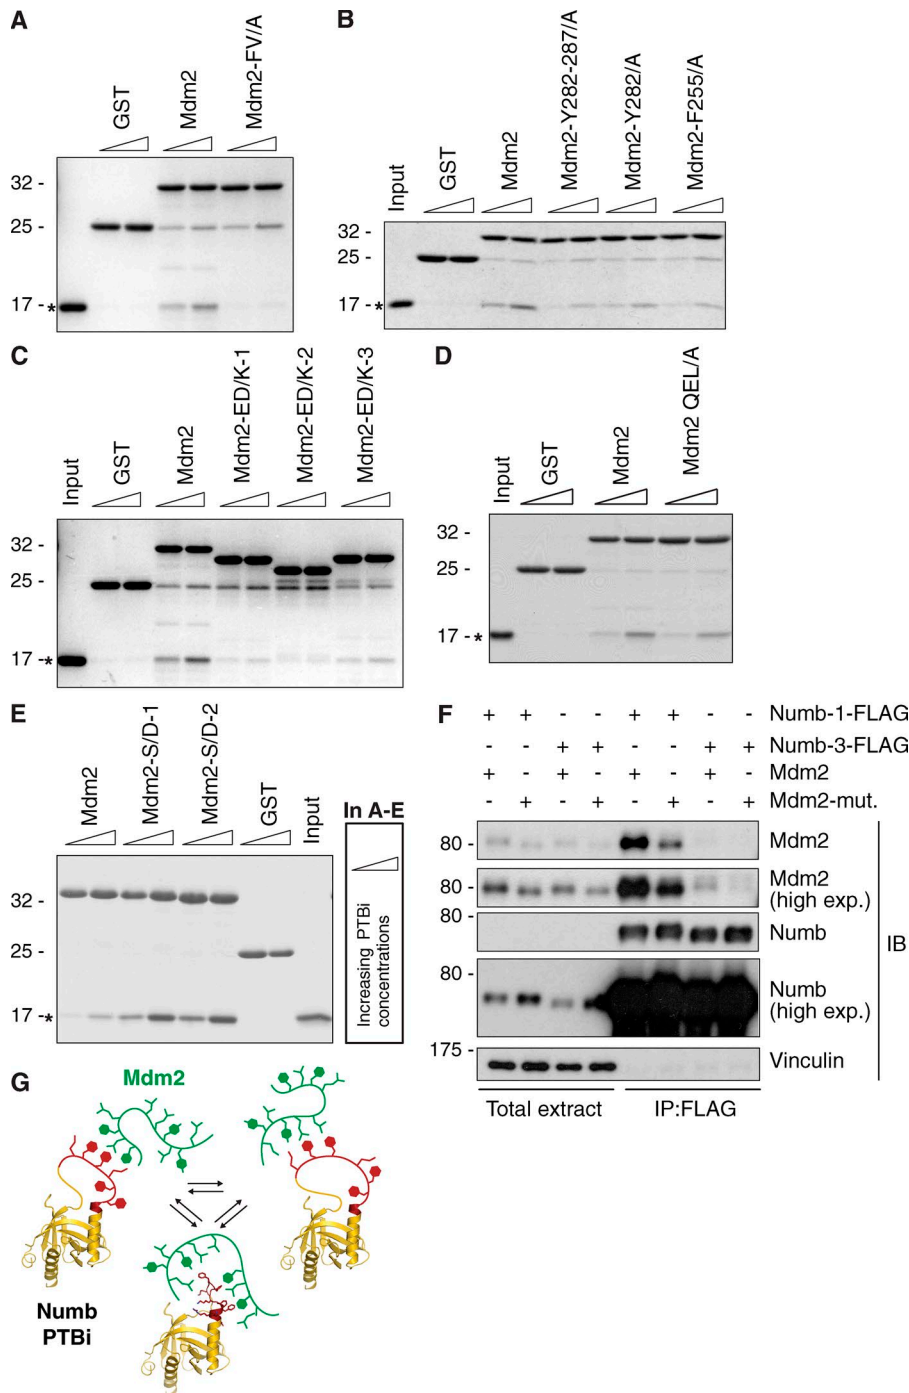 A
GST
Mdm2
Mdm2-FV/A
32 -
25 -
17 -*
B
Input
GST
Mdm2
Mdm2-Y282-287/A
Mdm2-Y282/A
Mdm2-F255/A
32 -
25 -
17 -*
C
Input
GST
Mdm2
Mdm2-ED/K-1
Mdm2-ED/K-2
Mdm2-ED/K-3
32 -
25 -
17 -*
D
Input
GST
Mdm2
Mdm2 QEL/A
32 -
25 -
17 -*
E
Mdm2
Mdm2-S/D-1
Mdm2-S/D-2
GST
Input
32 -
25 -
17 -*
In A-E
Increasing PTBi
concentrations
F
+ + - - + + - - Numb-1-FLAG
- - + + - - + + Numb-3-FLAG
+ - + - + - + - Mdm2
- + - + - + - + Mdm2-mut.
80 - Mdm2
80 - Mdm2
(high exp.)
80 - Numb
80 - Numb
(high exp.)
175 - Vinculin
IB
Total extract IP:FLAG
G
Mdm2
Numb
PTBi